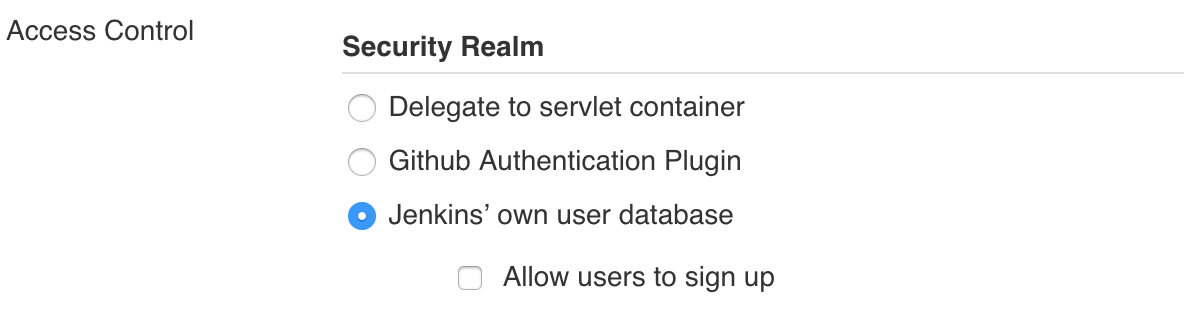 Access Control
Security Realm
Delegate to servlet container
Github Authentication Plugin
Jenkins’ own user database
Allow users to sign up